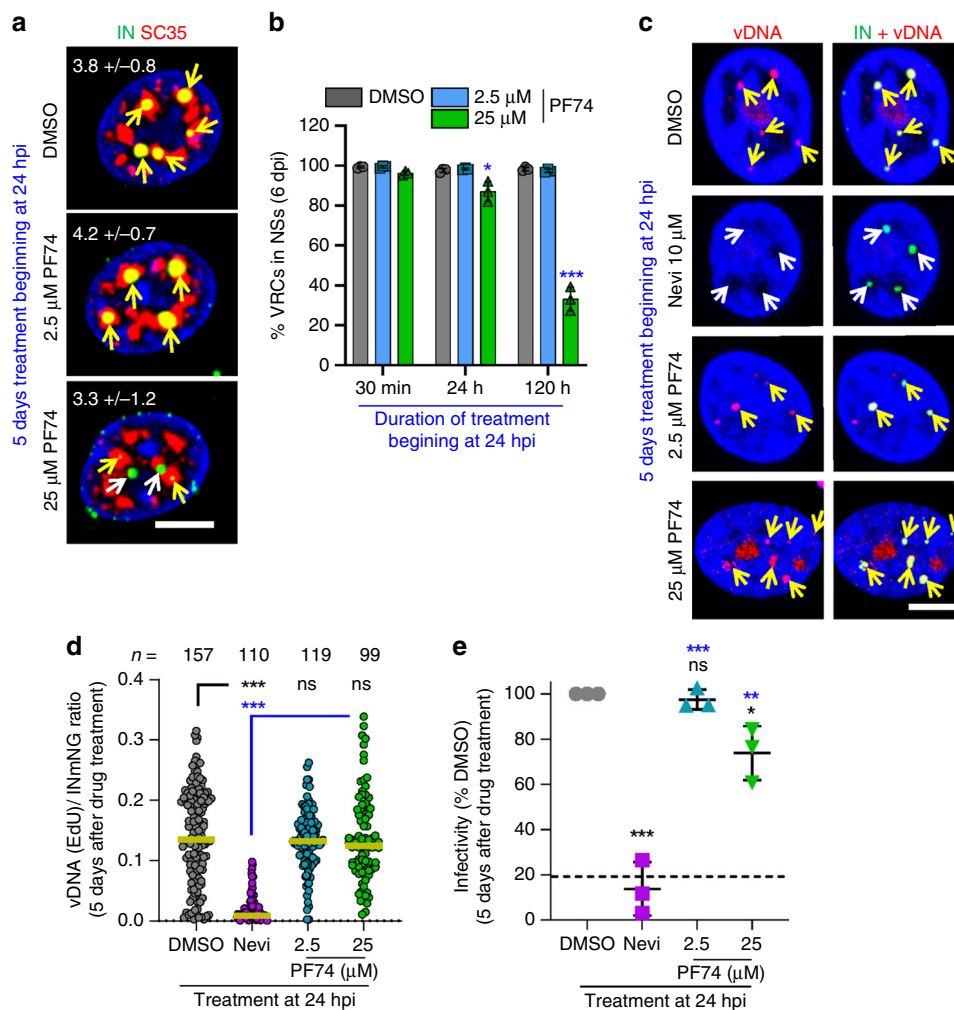 a
IN SC35
5 days treatment beginning at 24 hpi
DMSO
3.8 +/–0.8
2.5 µM PF74
4.2 +/–0.7
25 µM PF74
3.3 +/–1.2
b
DMSO
2.5 µM
25 µM
PF74
% VRCs in NSs (6 dpi)
120
100
80
60
40
20
0
*
***
30 min 24 h 120 h
Duration of treatment
begining at 24 hpi
c
vDNA IN + vDNA
5 days treatment beginning at 24 hpi
DMSO
Nevi 10 µM
2.5 µM PF74
25 µM PF74
d
n = 157 110 119 99
*** ns ns
***
vDNA (EdU)/ INmNG ratio
(5 days after drug treatment)
0.4
0.3
0.2
0.1
0.0
DMSO Nevi 2.5 25
PF74 (µM)
Treatment at 24 hpi
e
Infectivity (% DMSO)
(5 days after drug treatment)
100
80
60
40
20
0
***
***
ns
**
*
DMSO Nevi 2.5 25
PF74 (µM)
Treatment at 24 hpi